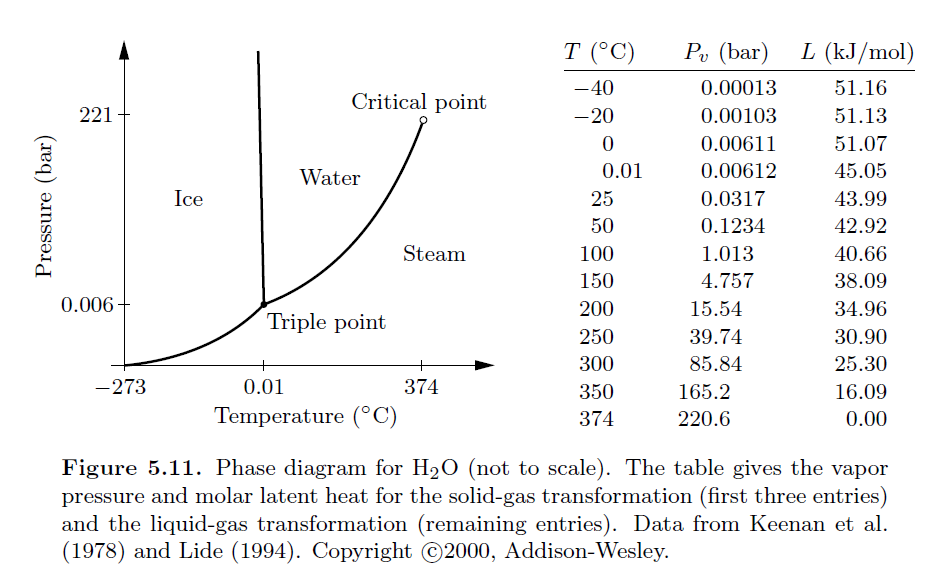 Pressure (bar)
221
0.006
−273
0.01
374
Temperature (°C)
Ice
Water
Steam
Critical point
Triple point
T (°C) Pv (bar) L (kJ/mol)
−40 0.00013 51.16
−20 0.00103 51.13
0 0.00611 51.07
0.01 0.00612 45.05
25 0.0317 43.99
50 0.1234 42.92
100 1.013 40.66
150 4.757 38.09
200 15.54 34.96
250 39.74 30.90
300 85.84 25.30
350 165.2 16.09
374 220.6 0.00
Figure 5.11. Phase diagram for H₂O (not to scale). The table gives the vapor
pressure and molar latent heat for the solid-gas transformation (first three entries)
and the liquid-gas transformation (remaining entries). Data from Keenan et al.
(1978) and Lide (1994). Copyright ©2000, Addison-Wesley.